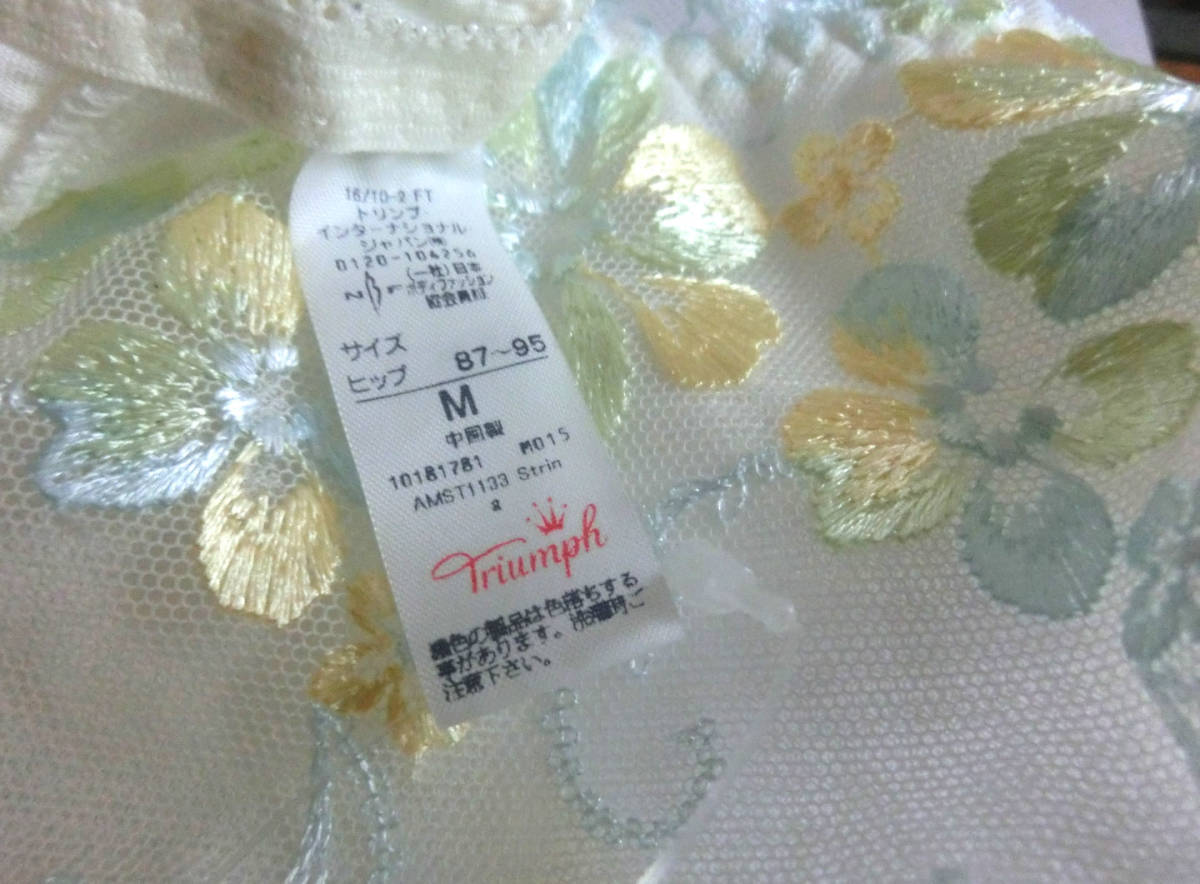 16/10-2 FT
トリンプ
インターナショナル
ジャパン㈱
0120-104256
NBF (一社)日本
ボディファッション
協会員材.
サイズ
ヒップ 87~95
M
中国製
10181781 M015
AMST1133 Strin
g
Triumph
濃色の製品は色落ちする
事があります。洗濯時ご
注意下さい。